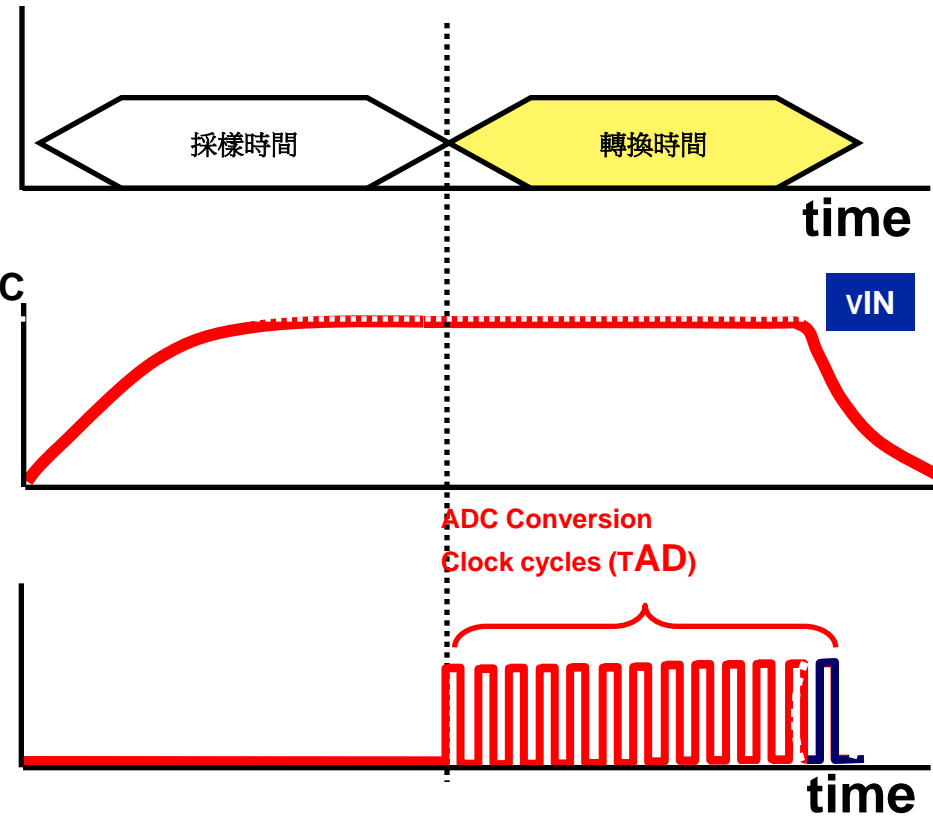 採樣時間
轉換時間
time
C
vIN
ADC Conversion
Clock cycles (TAD)
time